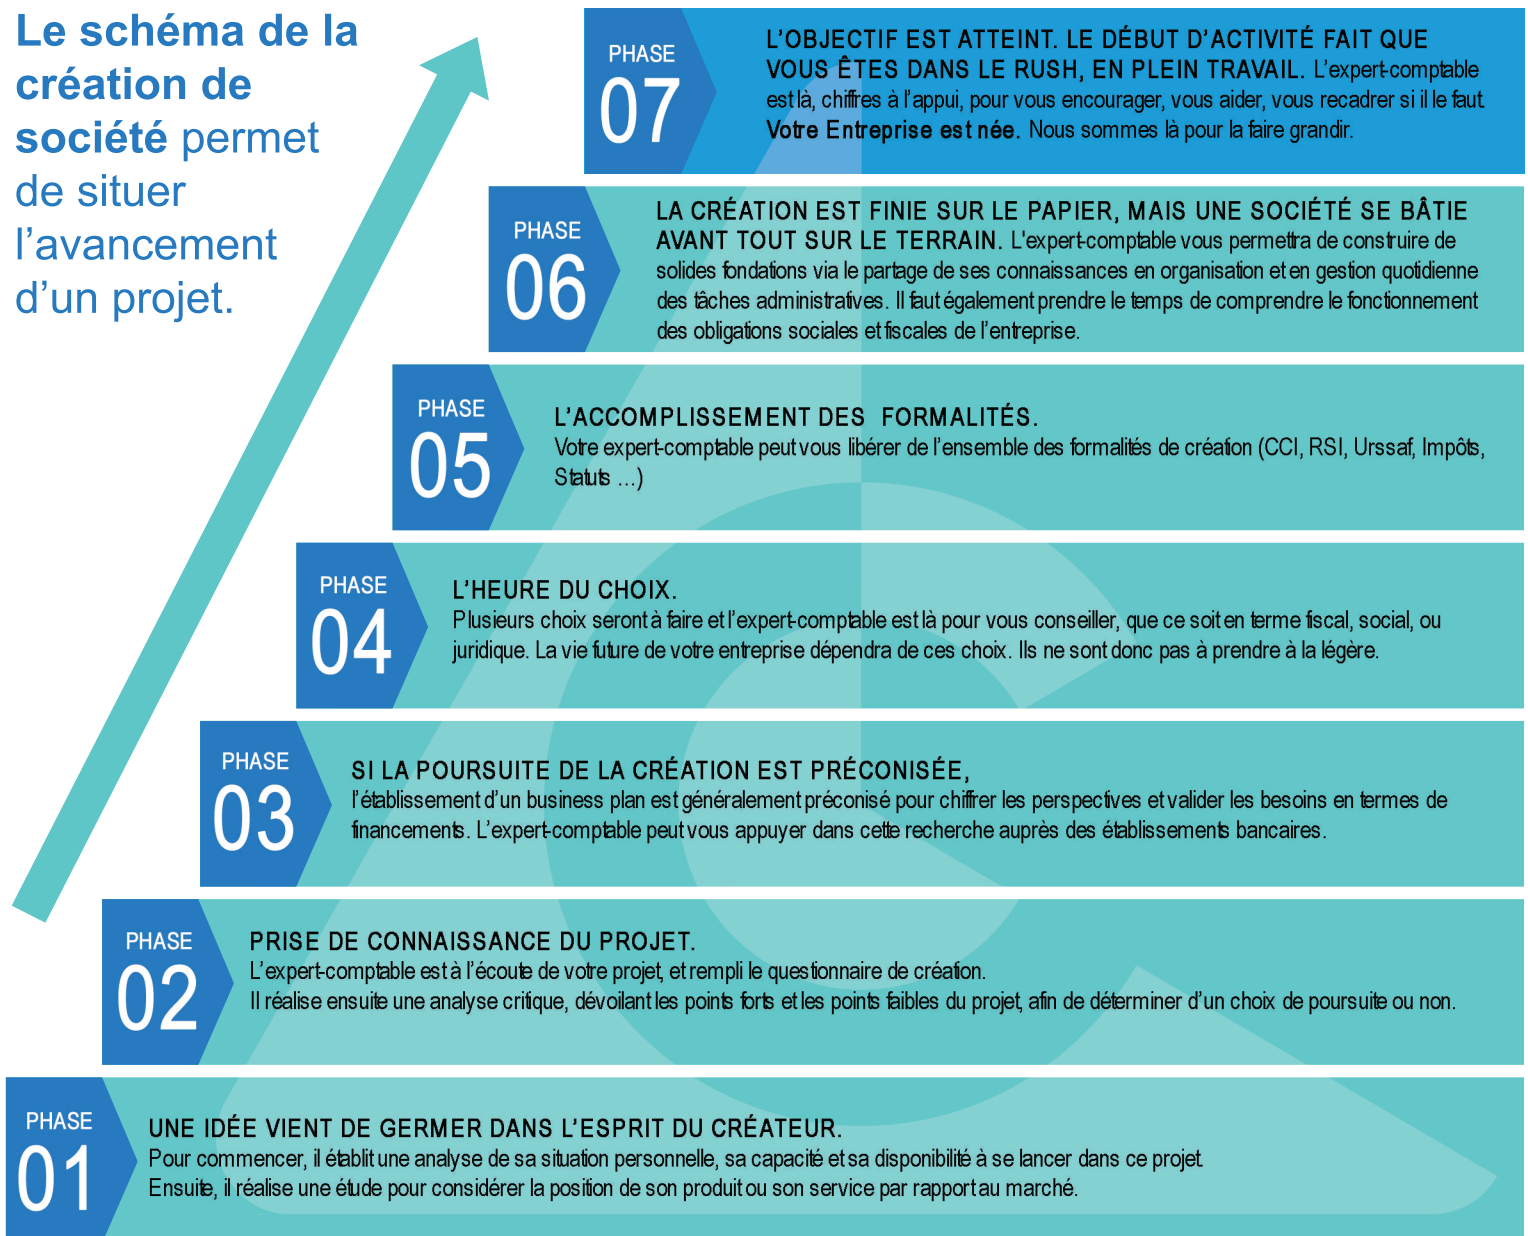 Le schéma de la
création de
société permet
de situer
l’avancement
d’un projet.
PHASE
07
L’OBJECTIF EST ATTEINT. LE DÉBUT D’ACTIVITÉ FAIT QUE
VOUS ÊTES DANS LE RUSH, EN PLEIN TRAVAIL. L’expert-comptable
est là, chiffres à l’appui, pour vous encourager, vous aider, vous recadrer si il le faut.
Votre Entreprise est née. Nous sommes là pour la faire grandir.
PHASE
06
LA CRÉATION EST FINIE SUR LE PAPIER, MAIS UNE SOCIÉTÉ SE BÂTIE
AVANT TOUT SUR LE TERRAIN. L'expert-comptable vous permettra de construire de
solides fondations via le partage de ses connaissances en organisation et en gestion quotidienne
des tâches administratives. Il faut également prendre le temps de comprendre le fonctionnement
des obligations sociales et fiscales de l’entreprise.
PHASE
05
L’ACCOMPLISSEMENT DES FORMALITÉS.
Votre expert-comptable peut vous libérer de l’ensemble des formalités de création (CCI, RSI, Urssaf, Impôts,
Statuts …)
PHASE
04
L’HEURE DU CHOIX.
Plusieurs choix seront à faire et l’expert-comptable est là pour vous conseiller, que ce soit en terme fiscal, social, ou
juridique. La vie future de votre entreprise dépendra de ces choix. Ils ne sont donc pas à prendre à la légère.
PHASE
03
SI LA POURSUITE DE LA CRÉATION EST PRÉCONISÉE,
l’établissement d’un business plan est généralement préconisé pour chiffrer les perspectives et valider les besoins en termes de
financements. L’expert-comptable peut vous appuyer dans cette recherche auprès des établissements bancaires.
PHASE
02
PRISE DE CONNAISSANCE DU PROJET.
L’expert-comptable est à l’écoute de votre projet, et rempli le questionnaire de création.
Il réalise ensuite une analyse critique, dévoilant les points forts et les points faibles du projet, afin de déterminer d’un choix de poursuite ou non.
PHASE
01
UNE IDÉE VIENT DE GERMER DANS L’ESPRIT DU CRÉATEUR.
Pour commencer, il établit une analyse de sa situation personnelle, sa capacité et sa disponibilité à se lancer dans ce projet.
Ensuite, il réalise une étude pour considérer la position de son produit ou son service par rapport au marché.